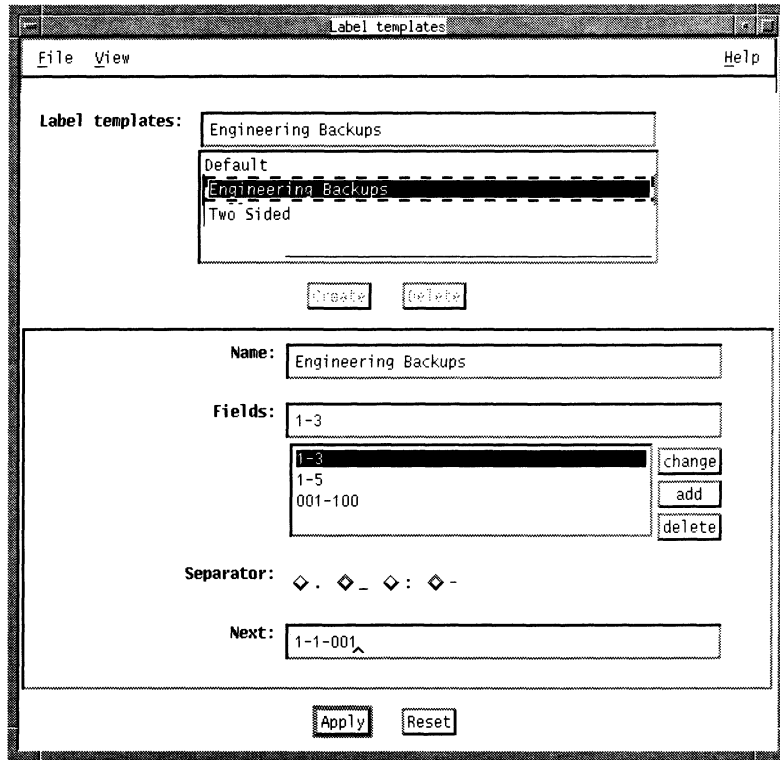 Label templates
File View Help
Label templates: Engineering Backups
Default
Engineering Backups
Two Sided
Create Delete
Name: Engineering Backups
Fields: 1-3
1-3
1-5
001-100
change
add
delete
Separator: . _ : -
Next: 1-1-001
Apply Reset